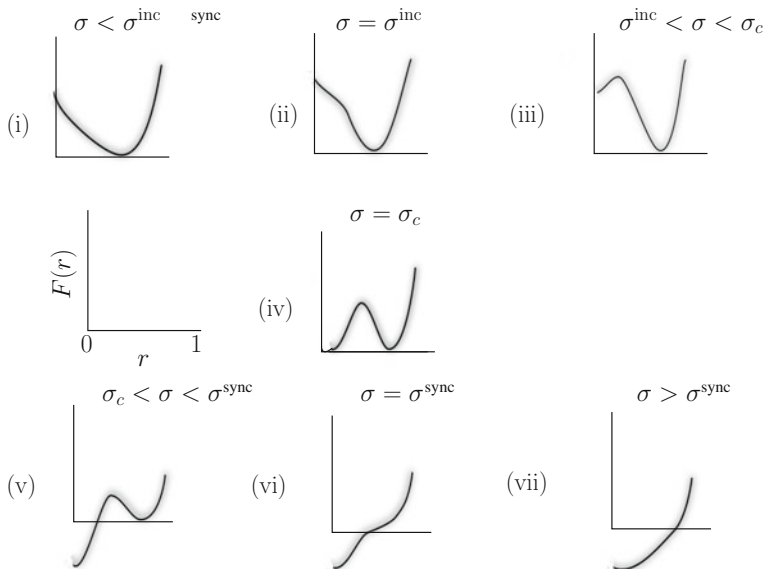 σ < σ^inc sync
σ = σ^inc
σ^inc < σ < σ_c
(i)
(ii)
(iii)
σ = σ_c
F(r)
0
r
1
(iv)
σ_c < σ < σ^sync
σ = σ^sync
σ > σ^sync
(v)
(vi)
(vii)